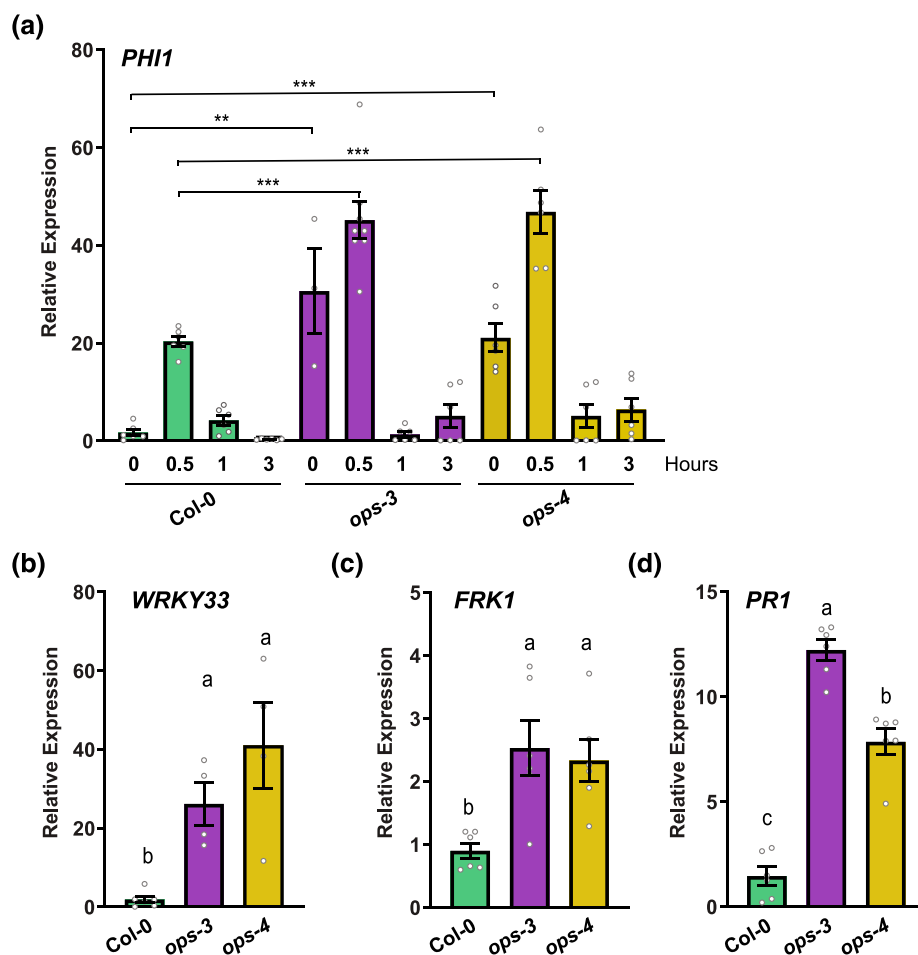 (a)
PHI1
80
60
40
20
0
Relative Expression
***
**
***
***
0 0.5 1 3 0 0.5 1 3 0 0.5 1 3 Hours
Col-0 ops-3 ops-4
(b)
WRKY33
80
60
40
20
0
Relative Expression
b
a
a
Col-0 ops-3 ops-4
(c)
FRK1
5
4
3
2
1
0
Relative Expression
b
a
a
Col-0 ops-3 ops-4
(d)
PR1
15
10
5
0
Relative Expression
c
a
b
Col-0 ops-3 ops-4